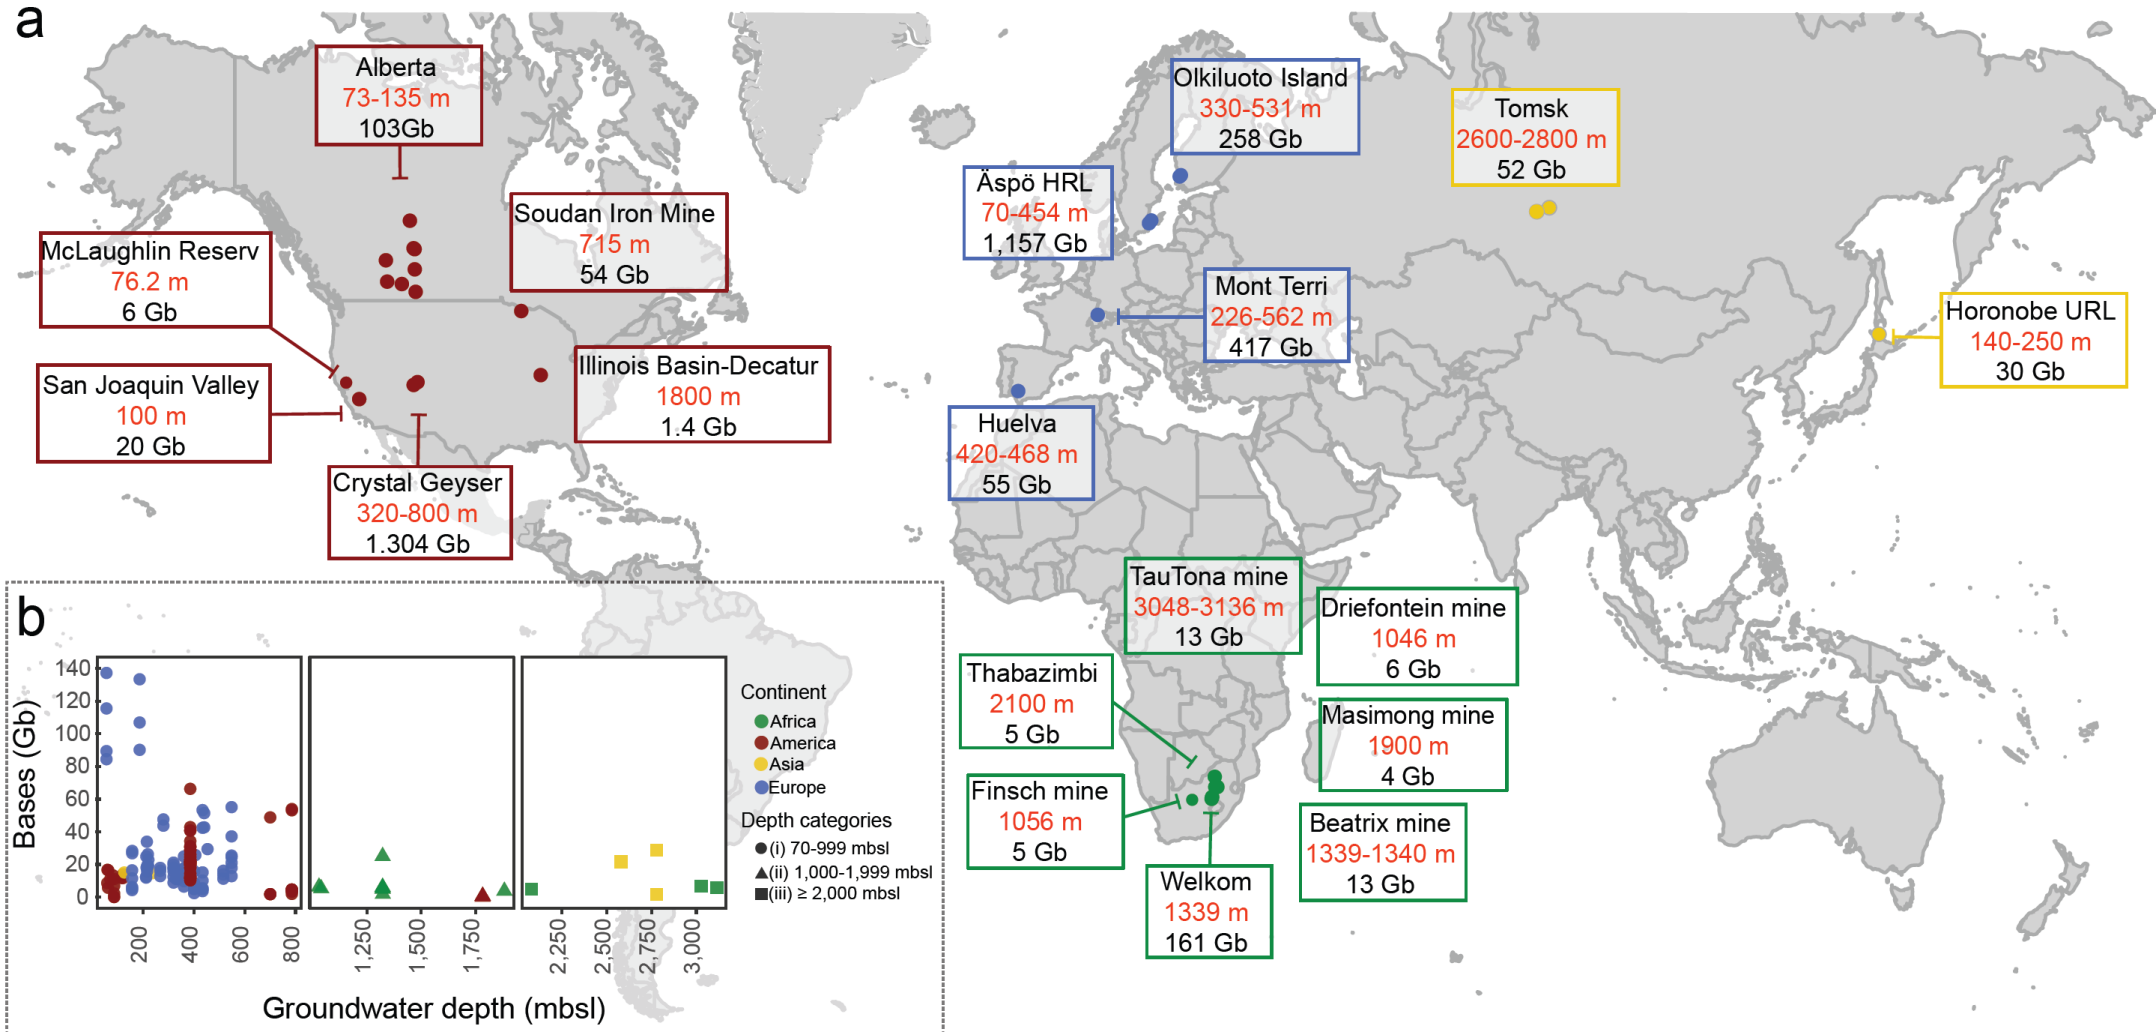 a
Alberta
73-135 m
103Gb
Olkiluoto Island
330-531 m
258 Gb
Tomsk
2600-2800 m
52 Gb
Äspö HRL
70-454 m
1,157 Gb
Soudan Iron Mine
715 m
54 Gb
McLaughlin Reserv
76.2 m
6 Gb
Mont Terri
226-562 m
417 Gb
Horonobe URL
140-250 m
30 Gb
San Joaquin Valley
100 m
20 Gb
Illinois Basin-Decatur
1800 m
1.4 Gb
Huelva
420-468 m
55 Gb
Crystal Geyser
320-800 m
1.304 Gb
TauTona mine
3048-3136 m
13 Gb
Driefontein mine
1046 m
6 Gb
Thabazimbi
2100 m
5 Gb
Masimong mine
1900 m
4 Gb
Finsch mine
1056 m
5 Gb
Beatrix mine
1339-1340 m
13 Gb
Welkom
1339 m
161 Gb
b
Bases (Gb)
140
120
100
80
60
40
20
0
200
400
600
800
1,250
1,500
1,750
2,250
2,500
2,750
3,000
Groundwater depth (mbsl)
Continent
Africa
America
Asia
Europe
Depth categories
(i) 70-999 mbsl
(ii) 1,000-1,999 mbsl
(iii) ≥ 2,000 mbsl